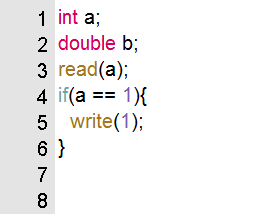 1 int a;
2 double b;
3 read(a);
4 if(a == 1){
5   write(1);
6 }
7
8